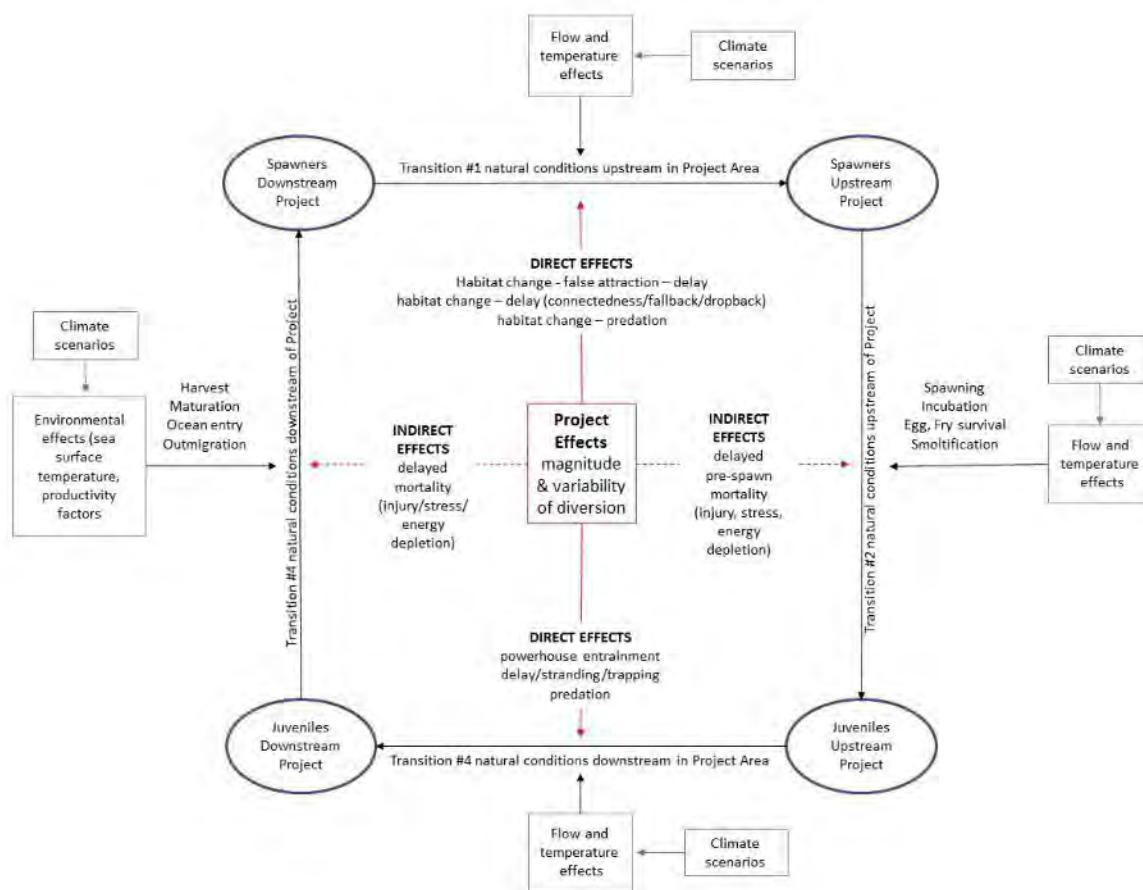 Flow and
temperature
effects
Climate
scenarios
Spawners
Downstream
Project
Transition #1 natural conditions upstream in Project Area
Spawners
Upstream
Project
DIRECT EFFECTS
Habitat change - false attraction – delay
habitat change – delay (connectedness/fallback/dropback)
habitat change – predation
Climate
scenarios
Environmental
effects (sea
surface
temperature,
productivity
factors
Harvest
Maturation
Ocean entry
Outmigration
Transition #4 natural conditions downstream of Project
INDIRECT
EFFECTS
delayed
mortality
(injury/stress/
energy
depletion)
Project
Effects
magnitude
& variability
of diversion
INDIRECT
EFFECTS
delayed
pre-spawn
mortality
(injury, stress,
energy
depletion)
Transition #2 natural conditions upstream of Project
Spawning
Incubation
Egg, Fry survival
Smoltification
Climate
scenarios
Flow and
temperature
effects
DIRECT EFFECTS
powerhouse entrainment
delay/stranding/trapping
predation
Juveniles
Downstream
Project
Transition #4 natural conditions downstream in Project Area
Juveniles
Upstream
Project
Flow and
temperature
effects
Climate
scenarios